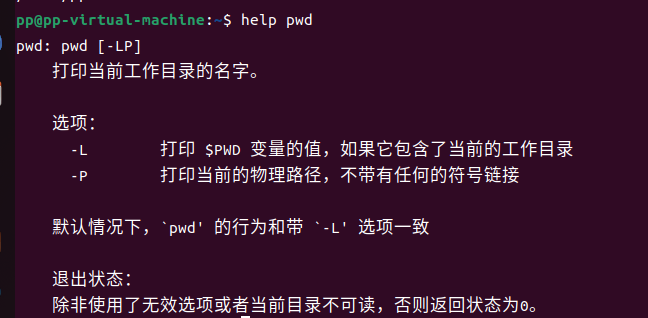 pp@pp-virtual-machine:~$ help pwd
pwd: pwd [-LP]
打印当前工作目录的名字。
选项：
-L 打印 $PWD 变量的值，如果它包含了当前的工作目录
-P 打印当前的物理路径，不带有任何的符号链接
默认情况下，`pwd' 的行为和带 `-L' 选项一致
退出状态：
除非使用了无效选项或者当前目录不可读，否则返回状态为0。